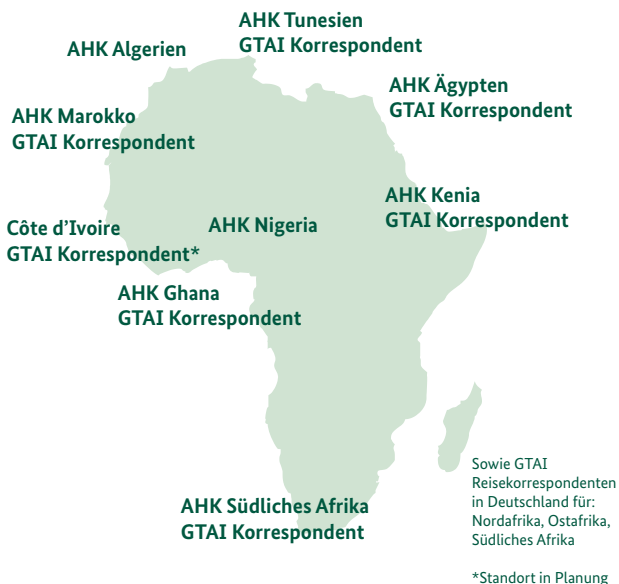 AHK Tunesien
GTAI Korrespondent
AHK Algerien
AHK Ägypten
GTAI Korrespondent
AHK Marokko
GTAI Korrespondent
AHK Kenia
GTAI Korrespondent
Côte d’Ivoire
GTAI Korrespondent*
AHK Nigeria
AHK Ghana
GTAI Korrespondent
AHK Südliches Afrika
GTAI Korrespondent
Sowie GTAI
Reisekorrespondenten
in Deutschland für:
Nordafrika, Ostafrika,
Südliches Afrika
*Standort in Planung